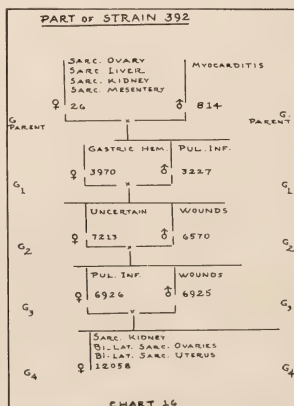 PART OF STRAIN 392
SARC. OVARY
SARC LIVER
SARC. KIDNEY
SARC. MESENTERY
MYOCARDITIS
♀ 26
♂ 814
G PARENT
G. PARENT
x
GASTRIC HEM.
PUL. INF.
♀ 3970
♂ 3227
G1
G1
x
UNCERTAIN
WOUNDS
♀ 7213
♂ 6570
G2
G2
x
PUL. INF.
WOUNDS
♀ 6926
♂ 6925
G3
G3
x
SARC. KIDNEY
BI-LAT. SARC. OVARIES
BI-LAT. SARC. UTERUS
♀ 12058
G4
G4
CHART 16